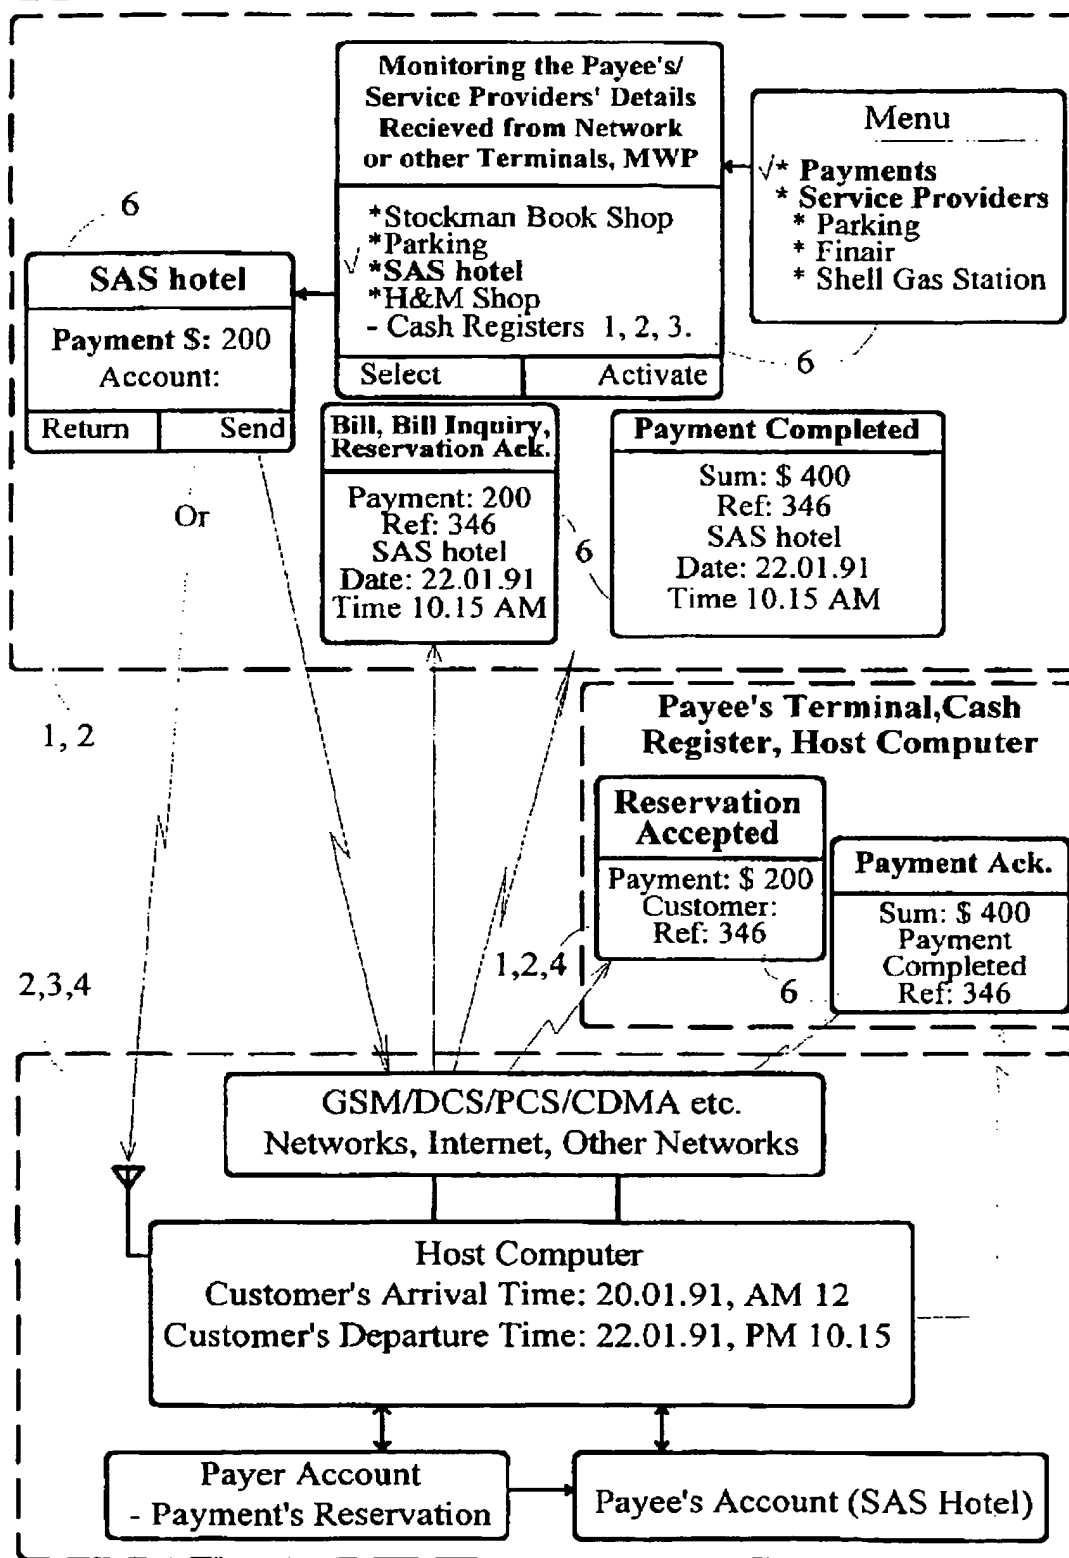 Monitoring the Payee's/
Service Providers' Details
Recieved from Network
or other Terminals, MWP
*Stockman Book Shop
*Parking
√ *SAS hotel
*H&M Shop
- Cash Registers 1, 2, 3.
Select Activate
Menu
√* Payments
* Service Providers
* Parking
* Finair
* Shell Gas Station
6
6
SAS hotel
Payment $: 200
Account:
Return Send
Or
Bill, Bill Inquiry,
Reservation Ack.
Payment: 200
Ref: 346
SAS hotel
Date: 22.01.91
Time 10.15 AM
6
Payment Completed
Sum: $ 400
Ref: 346
SAS hotel
Date: 22.01.91
Time 10.15 AM
1, 2
Payee's Terminal,Cash
Register, Host Computer
Reservation
Accepted
Payment: $ 200
Customer:
Ref: 346
Payment Ack.
Sum: $ 400
Payment
Completed
Ref: 346
1,2,4
6
2,3,4
GSM/DCS/PCS/CDMA etc.
Networks, Internet, Other Networks
Host Computer
Customer's Arrival Time: 20.01.91, AM 12
Customer's Departure Time: 22.01.91, PM 10.15
Payer Account
- Payment's Reservation
Payee's Account (SAS Hotel)